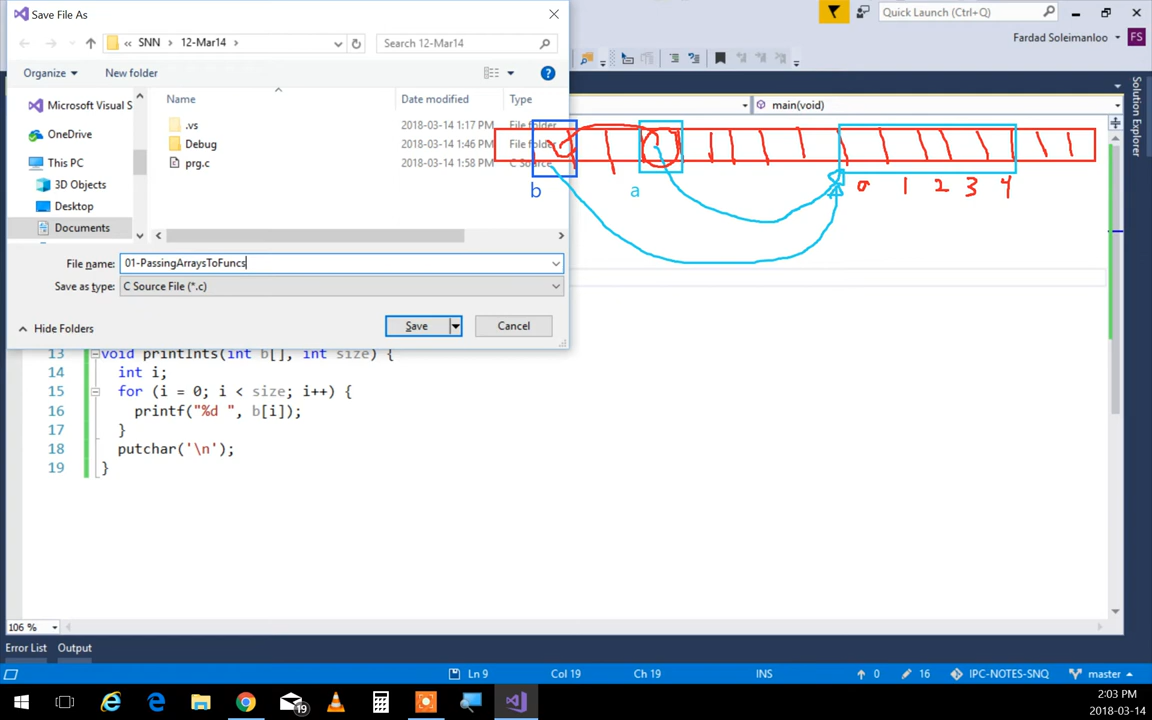 Save File As
Quick Launch (Ctrl+Q)
Fardad Soleimanloo
FS
« SNN › 12-Mar14 ›
Search 12-Mar14
Organize
New folder
Name
Date modified
Type
Microsoft Visual S
OneDrive
This PC
3D Objects
Desktop
Documents
.vs
2018-03-14 1:17 PM
File folder
Debug
2018-03-14 1:46 PM
File folder
prg.c
2018-03-14 1:58 PM
C Source
File name:
01-PassingArraysToFuncs
Save as type:
C Source File (*.c)
Hide Folders
Save
Cancel
main(void)
Solution Explorer
b
a
0 1 2 3 4
13 void printInts(int b[], int size) {
14 int i;
15 for (i = 0; i < size; i++) {
16 printf("%d ", b[i]);
17 }
18 putchar('\n');
19 }
106 %
Error List
Output
Ln 9
Col 19
Ch 19
INS
0
16
IPC-NOTES-SNQ
master
19
2:03 PM
2018-03-14